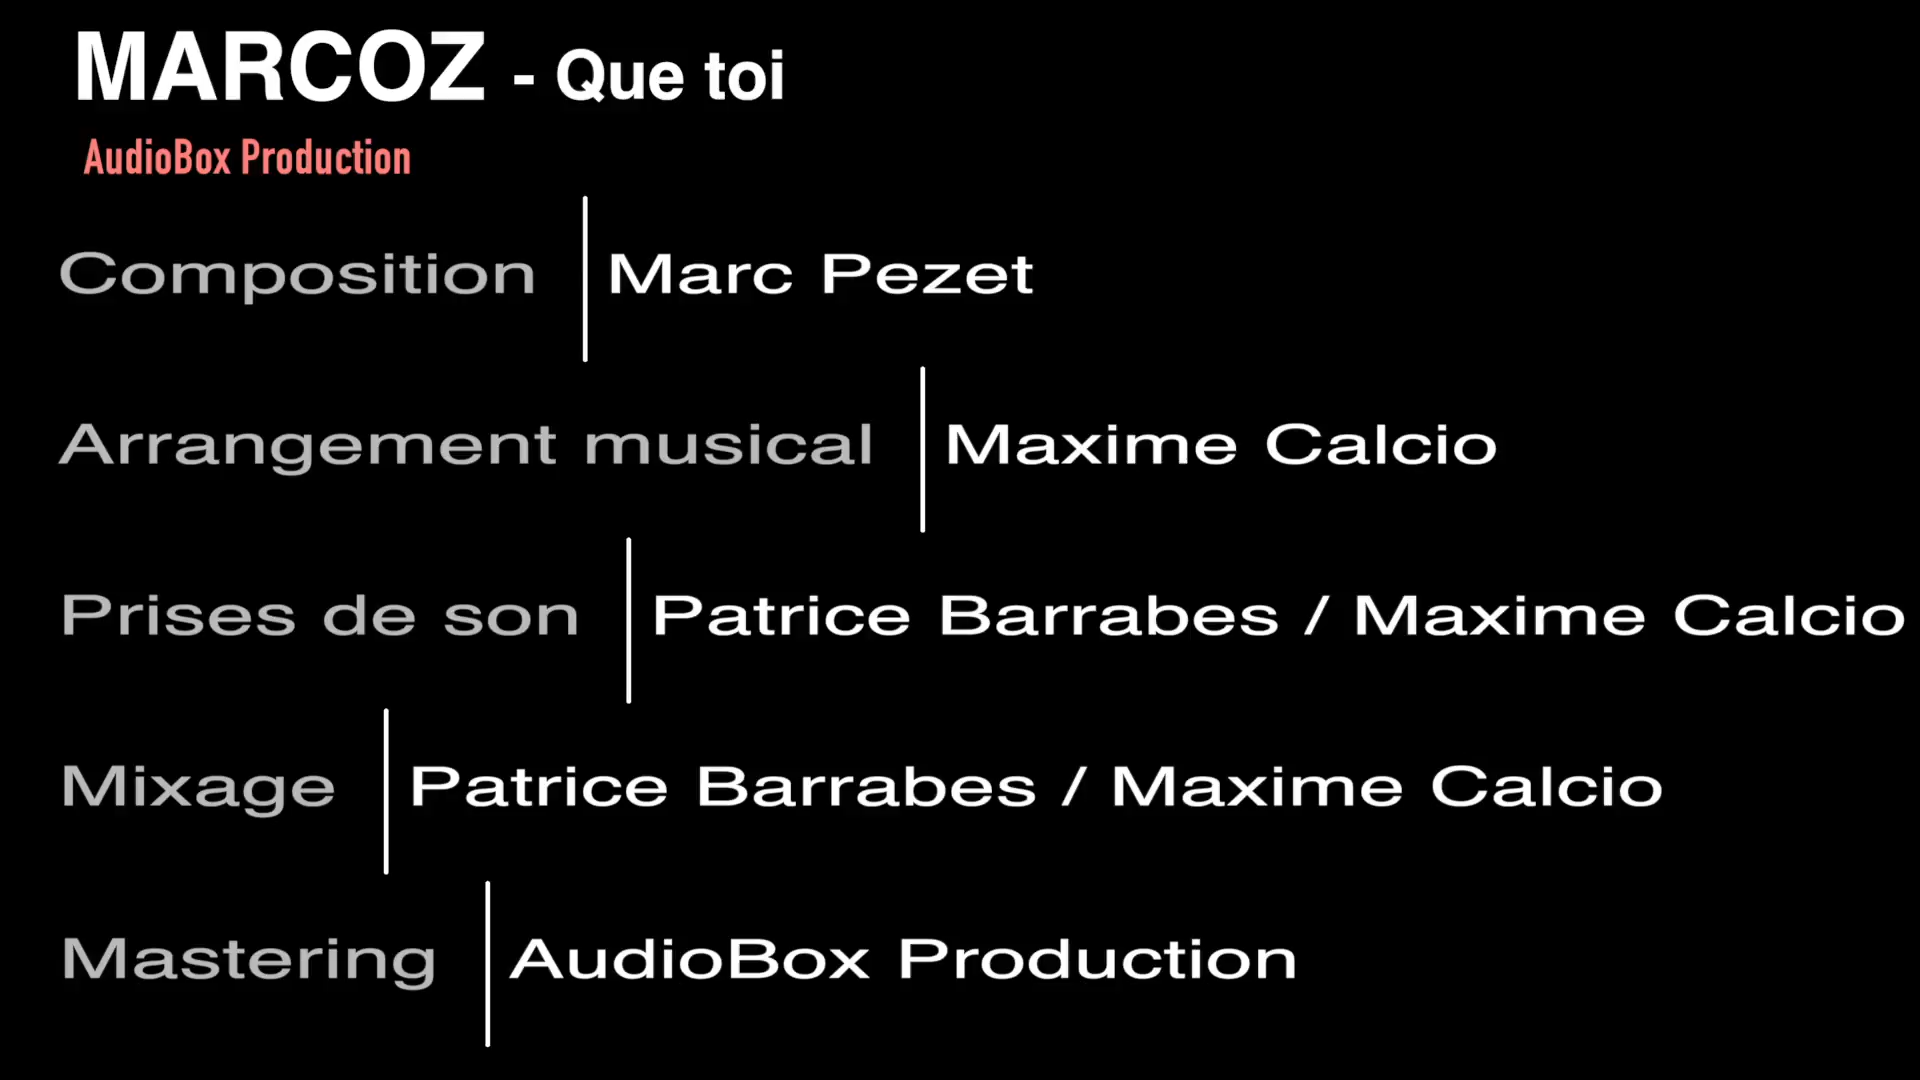 MARCOZ - Que toi
AudioBox Production
Composition Marc Pezet
Arrangement musical Maxime Calcio
Prises de son Patrice Barrabes / Maxime Calcio
Mixage Patrice Barrabes / Maxime Calcio
Mastering AudioBox Production